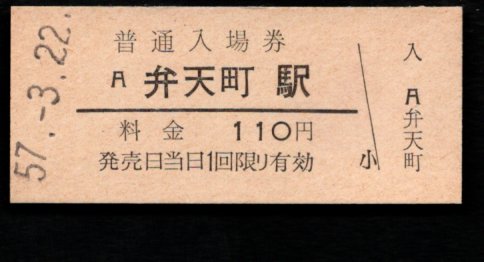 57.-3.22.
普通入場券
弁天町駅
料金 110円
発売日当日1回限り有効
小
入
弁天町